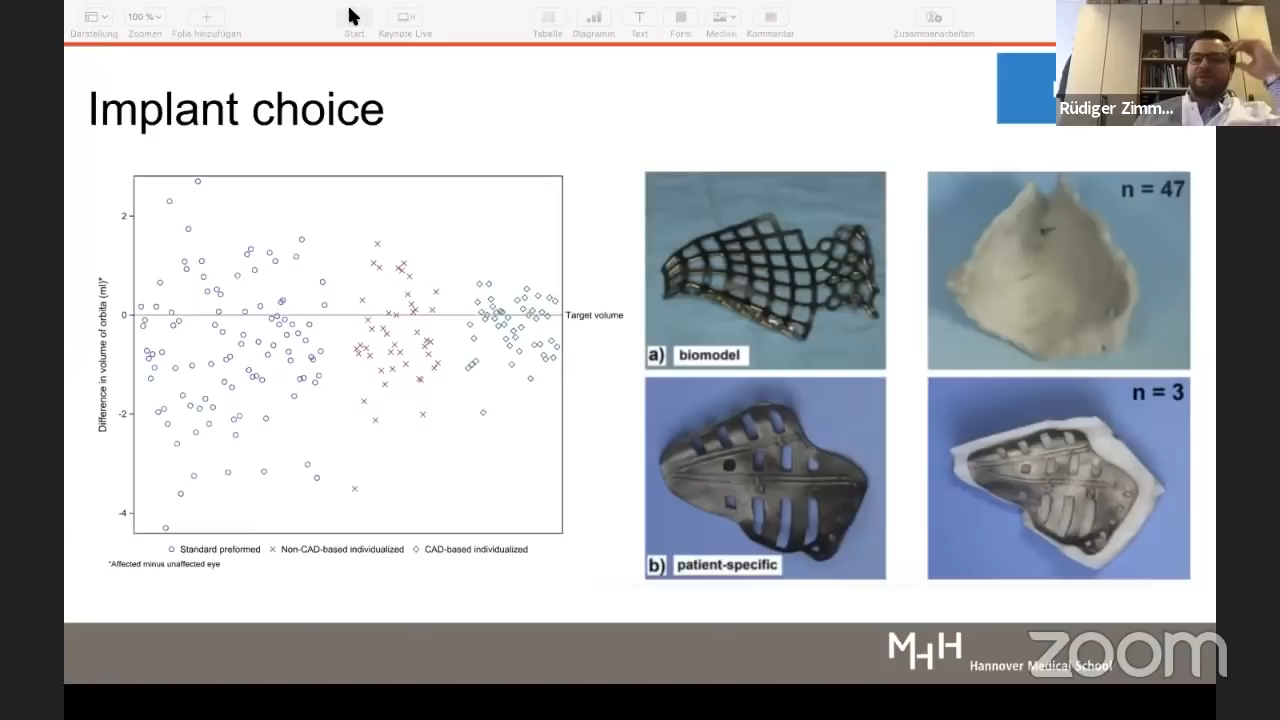 100 %
Darstellung Zoomen Folie hinzufügen Start Keynote Live Tabelle Diagramm Text Form Medien Kommentar Zusammenarbeiten
Rüdiger Zimm...
Implant choice
2
0
-2
-4
Difference in volume of orbita (ml)*
Target volume
Standard preformed Non-CAD-based individualized CAD-based individualized
*Affected minus unaffected eye
a) biomodel
n = 47
b) patient-specific
n = 3
MHH
Hannover Medical School
zoom